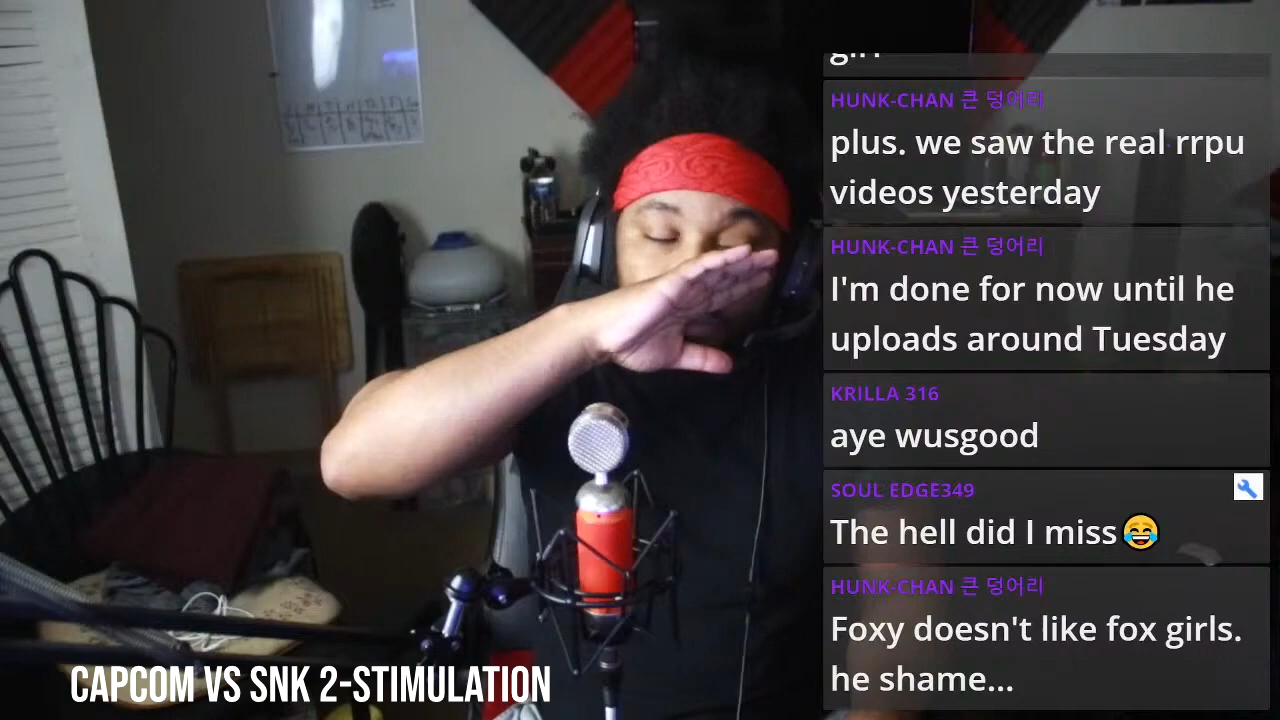 girl
HUNK-CHAN 큰 덩어리
plus. we saw the real rrpu
videos yesterday
HUNK-CHAN 큰 덩어리
I'm done for now until he
uploads around Tuesday
KRILLA 316
aye wusgood
SOUL EDGE349
The hell did I miss😂
HUNK-CHAN 큰 덩어리
Foxy doesn't like fox girls.
he shame...
CAPCOM VS SNK 2-STIMULATION